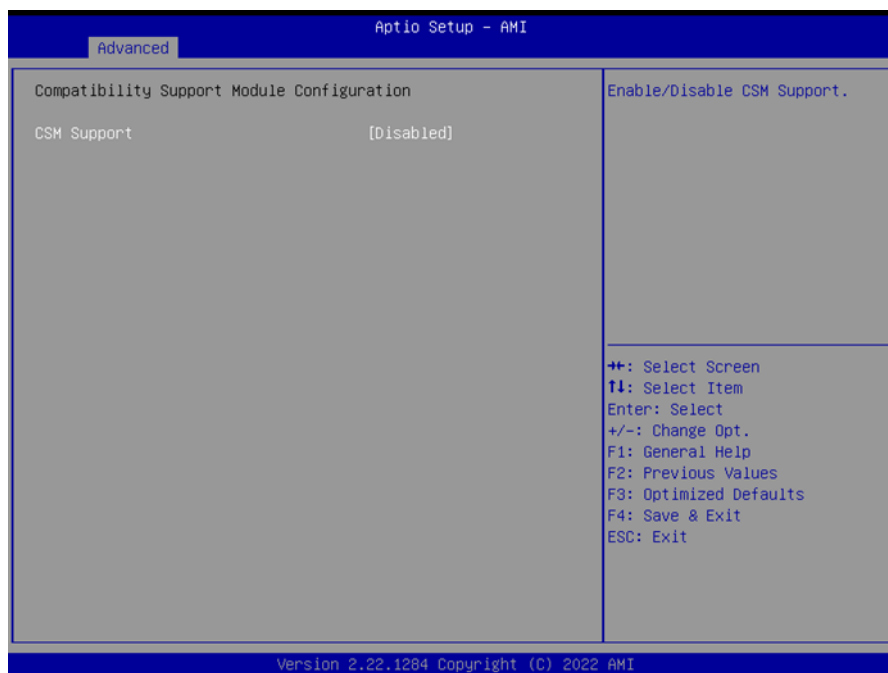 Aptio Setup – AMI
Advanced
Compatibility Support Module Configuration
CSM Support [Disabled]
Enable/Disable CSM Support.
→←: Select Screen
↑↓: Select Item
Enter: Select
+/-: Change Opt.
F1: General Help
F2: Previous Values
F3: Optimized Defaults
F4: Save & Exit
ESC: Exit
Version 2.22.1284 Copyright (C) 2022 AMI